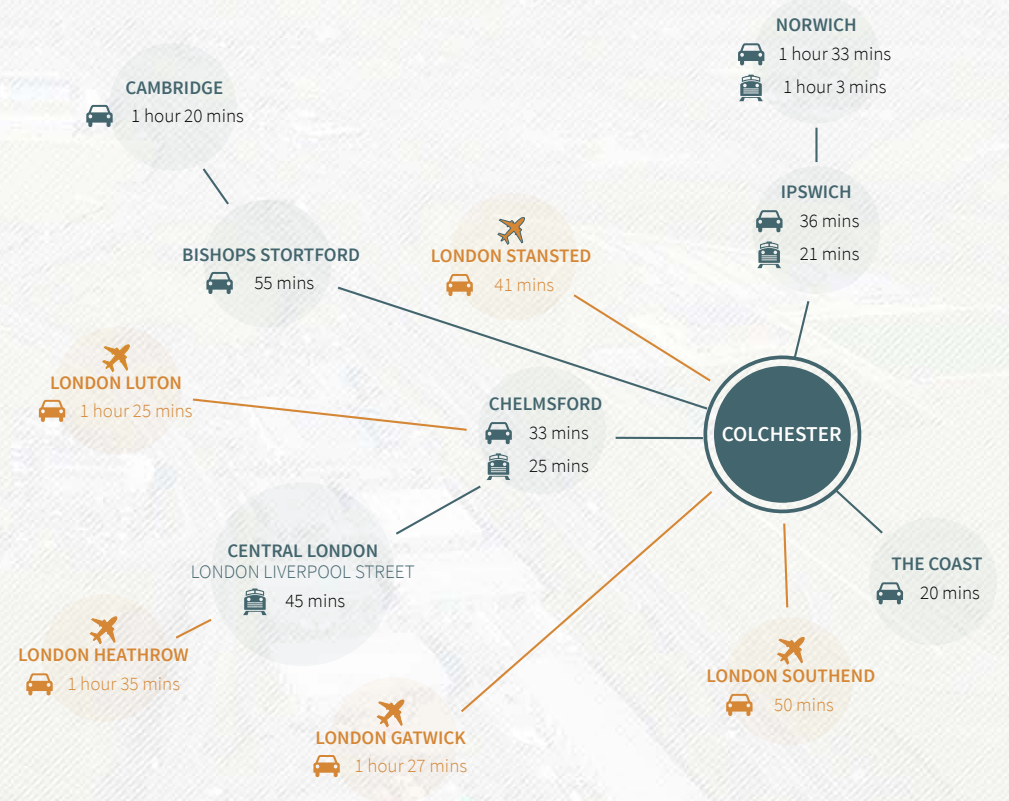 NORWICH
1 hour 33 mins
1 hour 3 mins
CAMBRIDGE
1 hour 20 mins
IPSWICH
36 mins
21 mins
BISHOPS STORTFORD
55 mins
LONDON STANSTED
41 mins
LONDON LUTON
1 hour 25 mins
CHELMSFORD
33 mins
25 mins
COLCHESTER
CENTRAL LONDON
LONDON LIVERPOOL STREET
45 mins
THE COAST
20 mins
LONDON HEATHROW
1 hour 35 mins
LONDON SOUTHEND
50 mins
LONDON GATWICK
1 hour 27 mins